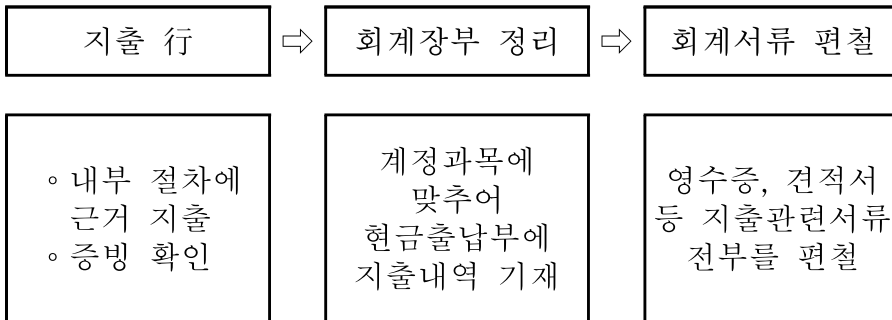 지출 行 ⇨ 회계장부 정리 ⇨ 회계서류 편철
◦ 내부 절차에
근거 지출
◦ 증빙 확인
계정과목에
맞추어
현금출납부에
지출내역 기재
영수증, 견적서
등 지출관련서류
전부를 편철